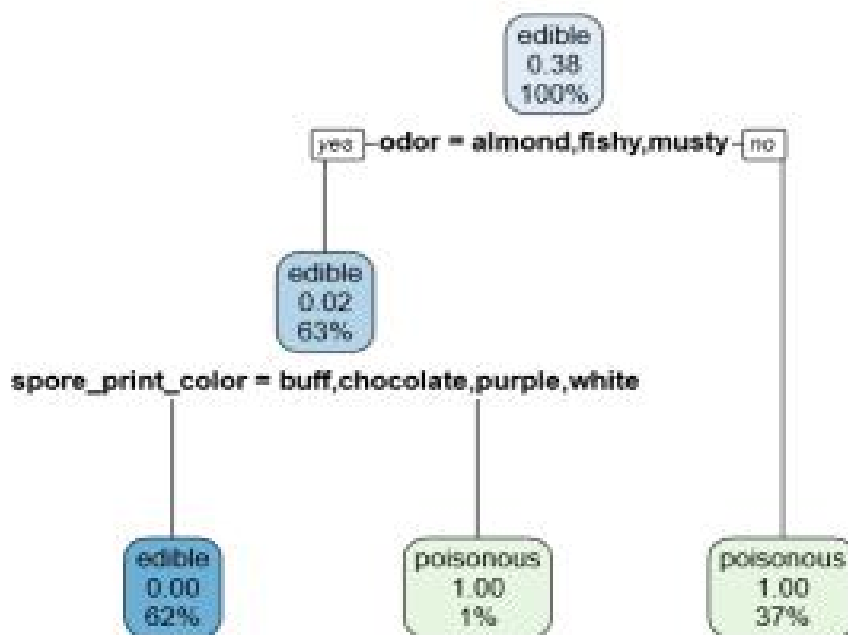 edible
0.38
100%
yes odor = almond,fishy,musty no
edible
0.02
63%
spore_print_color = buff,chocolate,purple,white
edible
0.00
62%
poisonous
1.00
1%
poisonous
1.00
37%